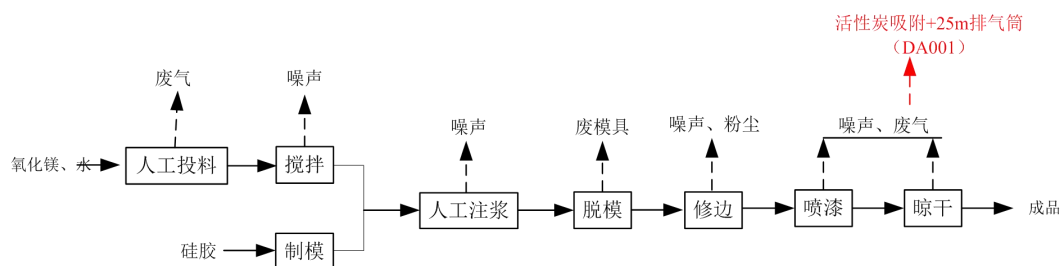 活性炭吸附+25m排气筒
（DA001）
废气
噪声
噪声
废模具
噪声、粉尘
噪声、废气
氧化镁、水
人工投料
搅拌
人工注浆
脱模
修边
喷漆
晾干
成品
硅胶
制模